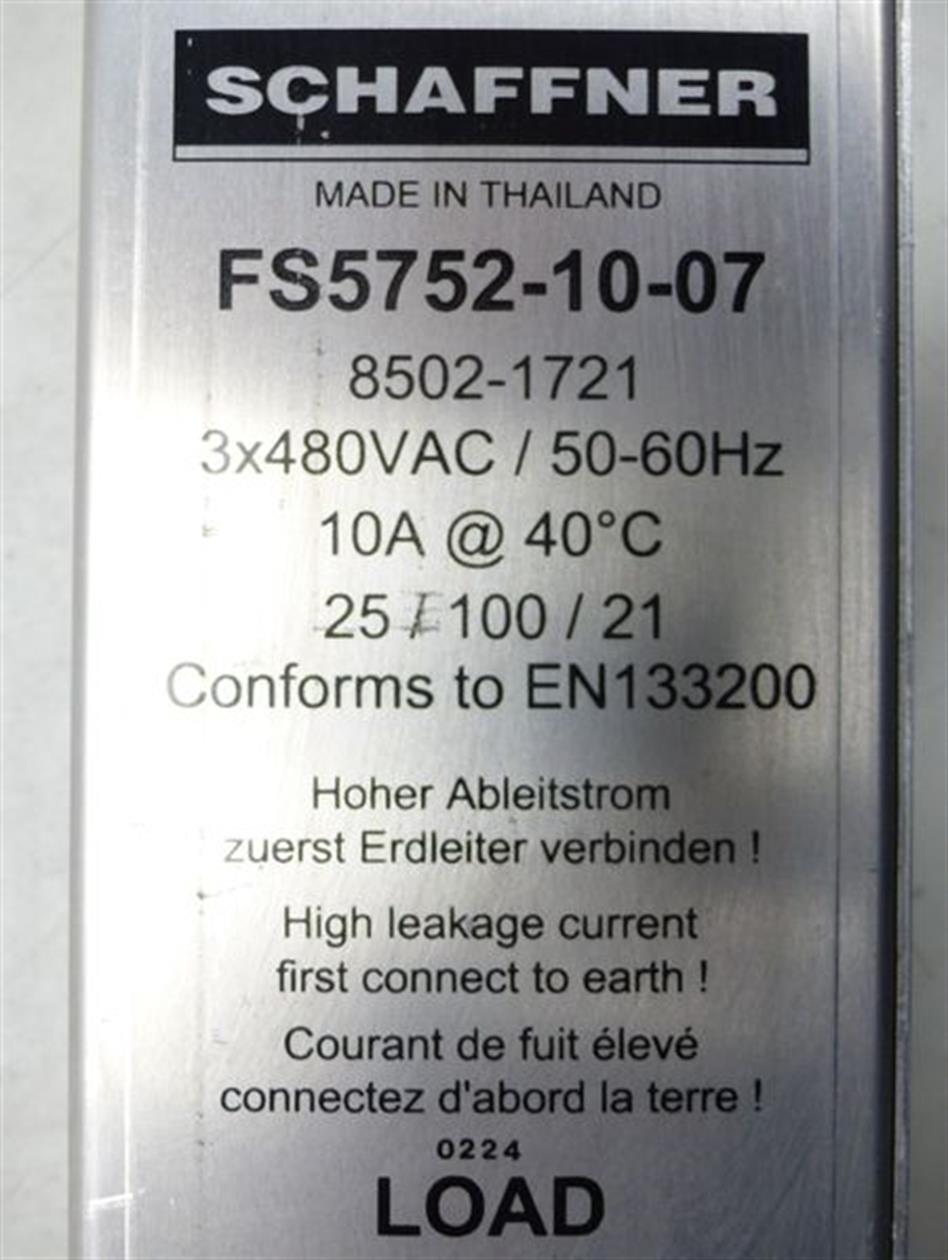 SCHAFFNER
MADE IN THAILAND
FS5752-10-07
8502-1721
3x480VAC / 50-60Hz
10A @ 40°C
25 / 100 / 21
Conforms to EN133200
Hoher Ableitstrom
zuerst Erdleiter verbinden !
High leakage current
first connect to earth !
Courant de fuit élevé
connectez d'abord la terre !
0224
LOAD